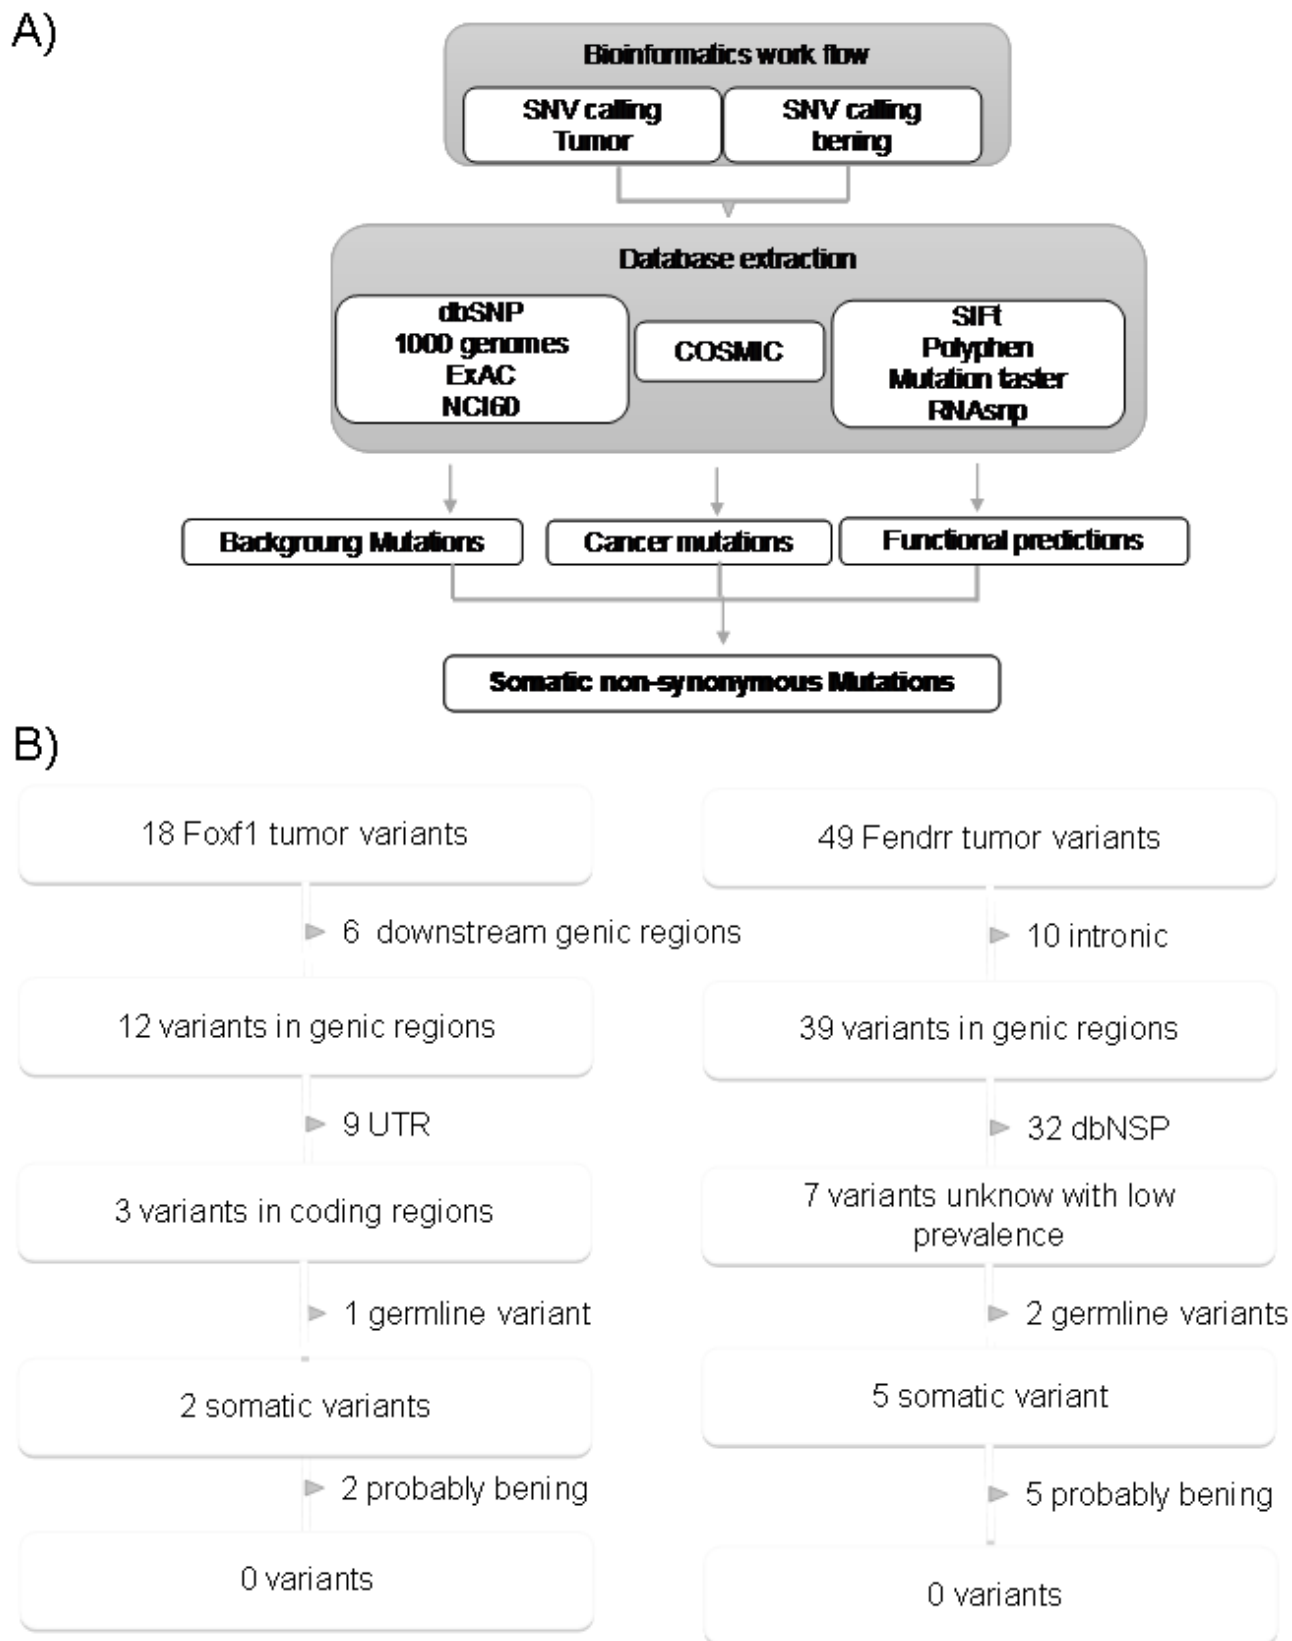 A)
Bioinformatics work flow
SNV calling
Tumor
SNV calling
bening
Database extraction
dbSNP
1000 genomes
ExAC
NCI60
COSMIC
SIFt
Polyphen
Mutation taster
RNAsnp
Backgroung Mutations
Cancer mutations
Functional predictions
Somatic non-synonymous Mutations
B)
18 Foxf1 tumor variants
6 downstream genic regions
12 variants in genic regions
9 UTR
3 variants in coding regions
1 germline variant
2 somatic variants
2 probably bening
0 variants
49 Fendrr tumor variants
10 intronic
39 variants in genic regions
32 dbNSP
7 variants unknow with low
prevalence
2 germline variants
5 somatic variant
5 probably bening
0 variants